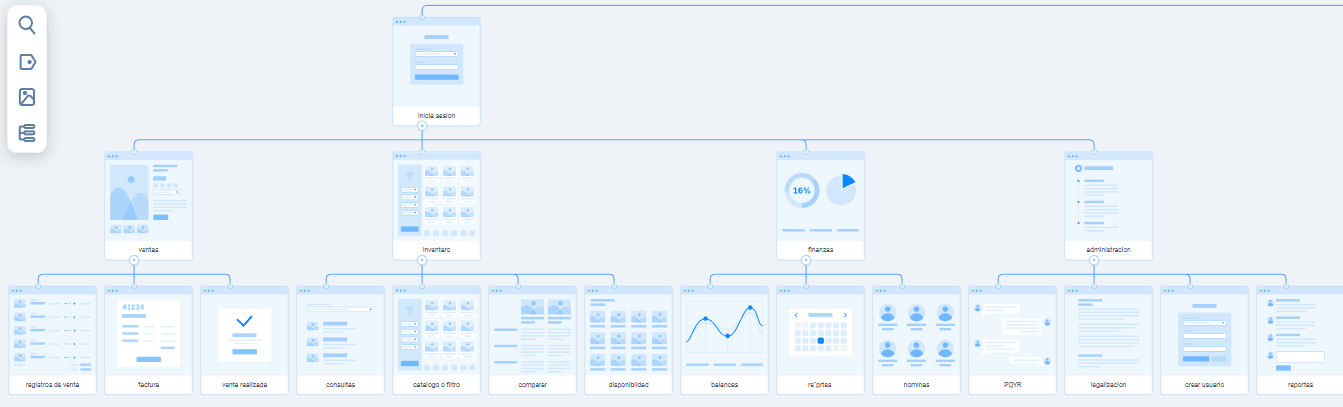 inicia sesion
16%
ventas
inventaro
finanzas
administracion
#1234
registros de venta
factura
venta realizada
consultas
catalogo o filtro
comparar
disponibilidad
balances
re¨prtes
nominas
PQYR
legalizacion
crear usuario
reportes